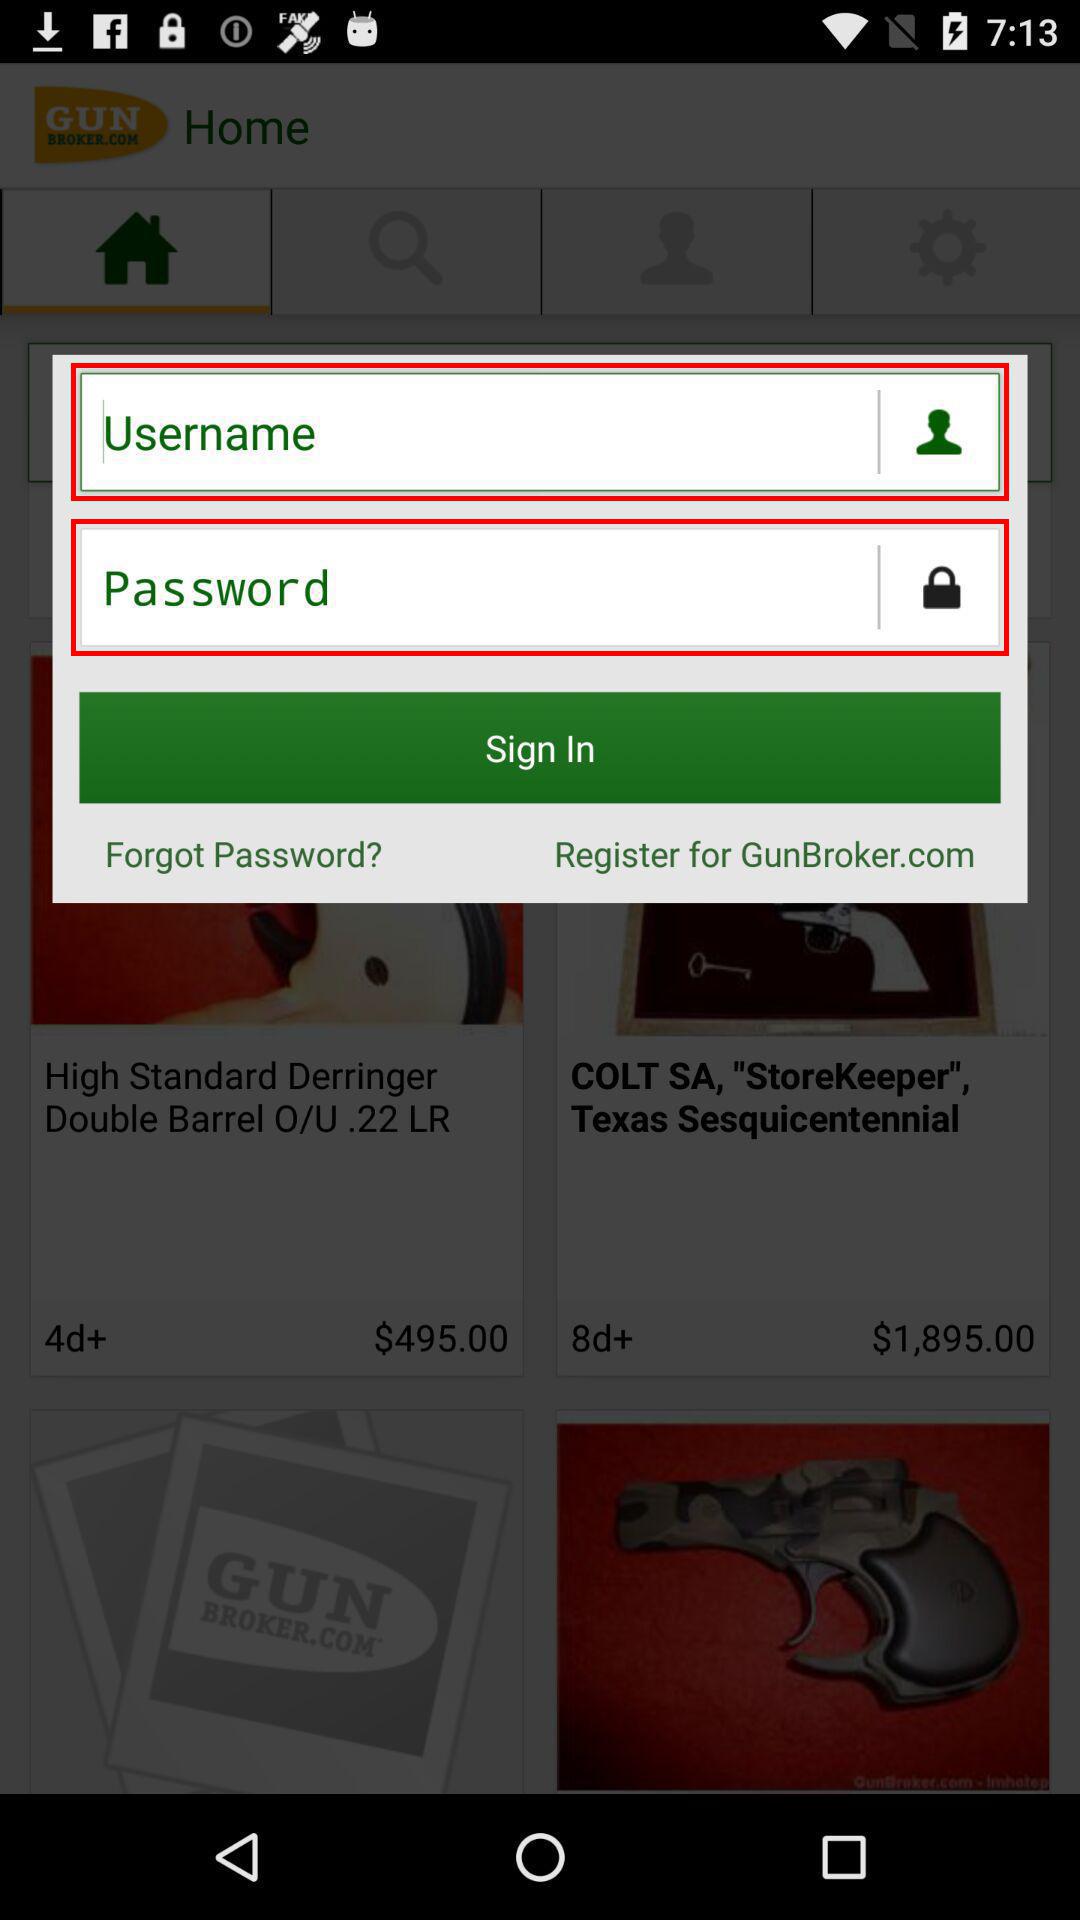 FAKE
7:13
GUN
BROKER.COM
Home
Username
Password
Sign In
Forgot Password?
Register for GunBroker.com
High Standard Derringer
Double Barrel O/U .22 LR
4d+
$495.00
COLT SA, "StoreKeeper",
Texas Sesquicentennial
8d+
$1,895.00
GUN
BROKER.COM
GunBroker.com - Imhotep